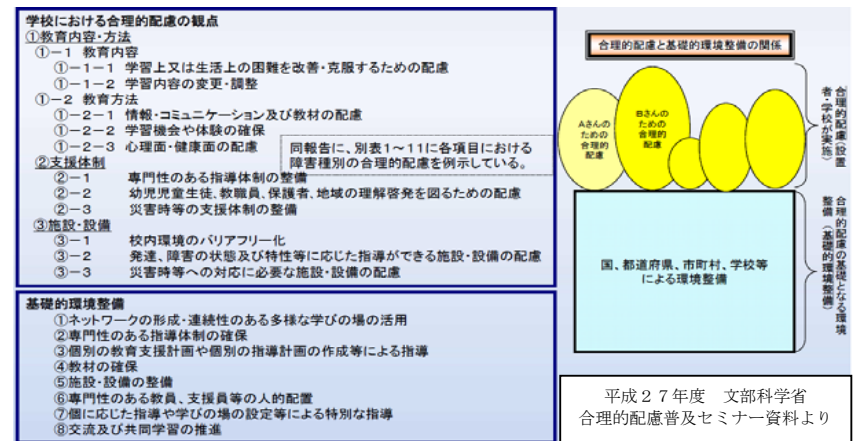 学校における合理的配慮の観点
①教育内容・方法
①－1 教育内容
①－1－1 学習上又は生活上の困難を改善・克服するための配慮
①－1－2 学習内容の変更・調整
①－2 教育方法
①－2－1 情報・コミュニケーション及び教材の配慮
①－2－2 学習機会や体験の確保
①－2－3 心理面・健康面の配慮
同報告に、別表1～11に各項目における
障害種別の合理的配慮を例示している。
②支援体制
②－1 専門性のある指導体制の整備
②－2 幼児児童生徒、教職員、保護者、地域の理解啓発を図るための配慮
②－3 災害時等の支援体制の整備
③施設・設備
③－1 校内環境のバリアフリー化
③－2 発達、障害の状態及び特性等に応じた指導ができる施設・設備の配慮
③－3 災害時等への対応に必要な施設・設備の配慮
基礎的環境整備
①ネットワークの形成・連続性のある多様な学びの場の活用
②専門性のある指導体制の確保
③個別の教育支援計画や個別の指導計画の作成等による指導
④教材の確保
⑤施設・設備の整備
⑥専門性のある教員、支援員等の人的配置
⑦個に応じた指導や学びの場の設定等による特別な指導
⑧交流及び共同学習の推進
合理的配慮と基礎的環境整備の関係
Aさんの
ための
合理的
配慮
Bさんの
ための
合理的
配慮
合理的配慮（設置
者・学校が実施）
国、都道府県、市町村、学校等
による環境整備
合理的配慮の基礎となる環境
整備（基礎的環境整備）
平成２７年度 文部科学省
合理的配慮普及セミナー資料より